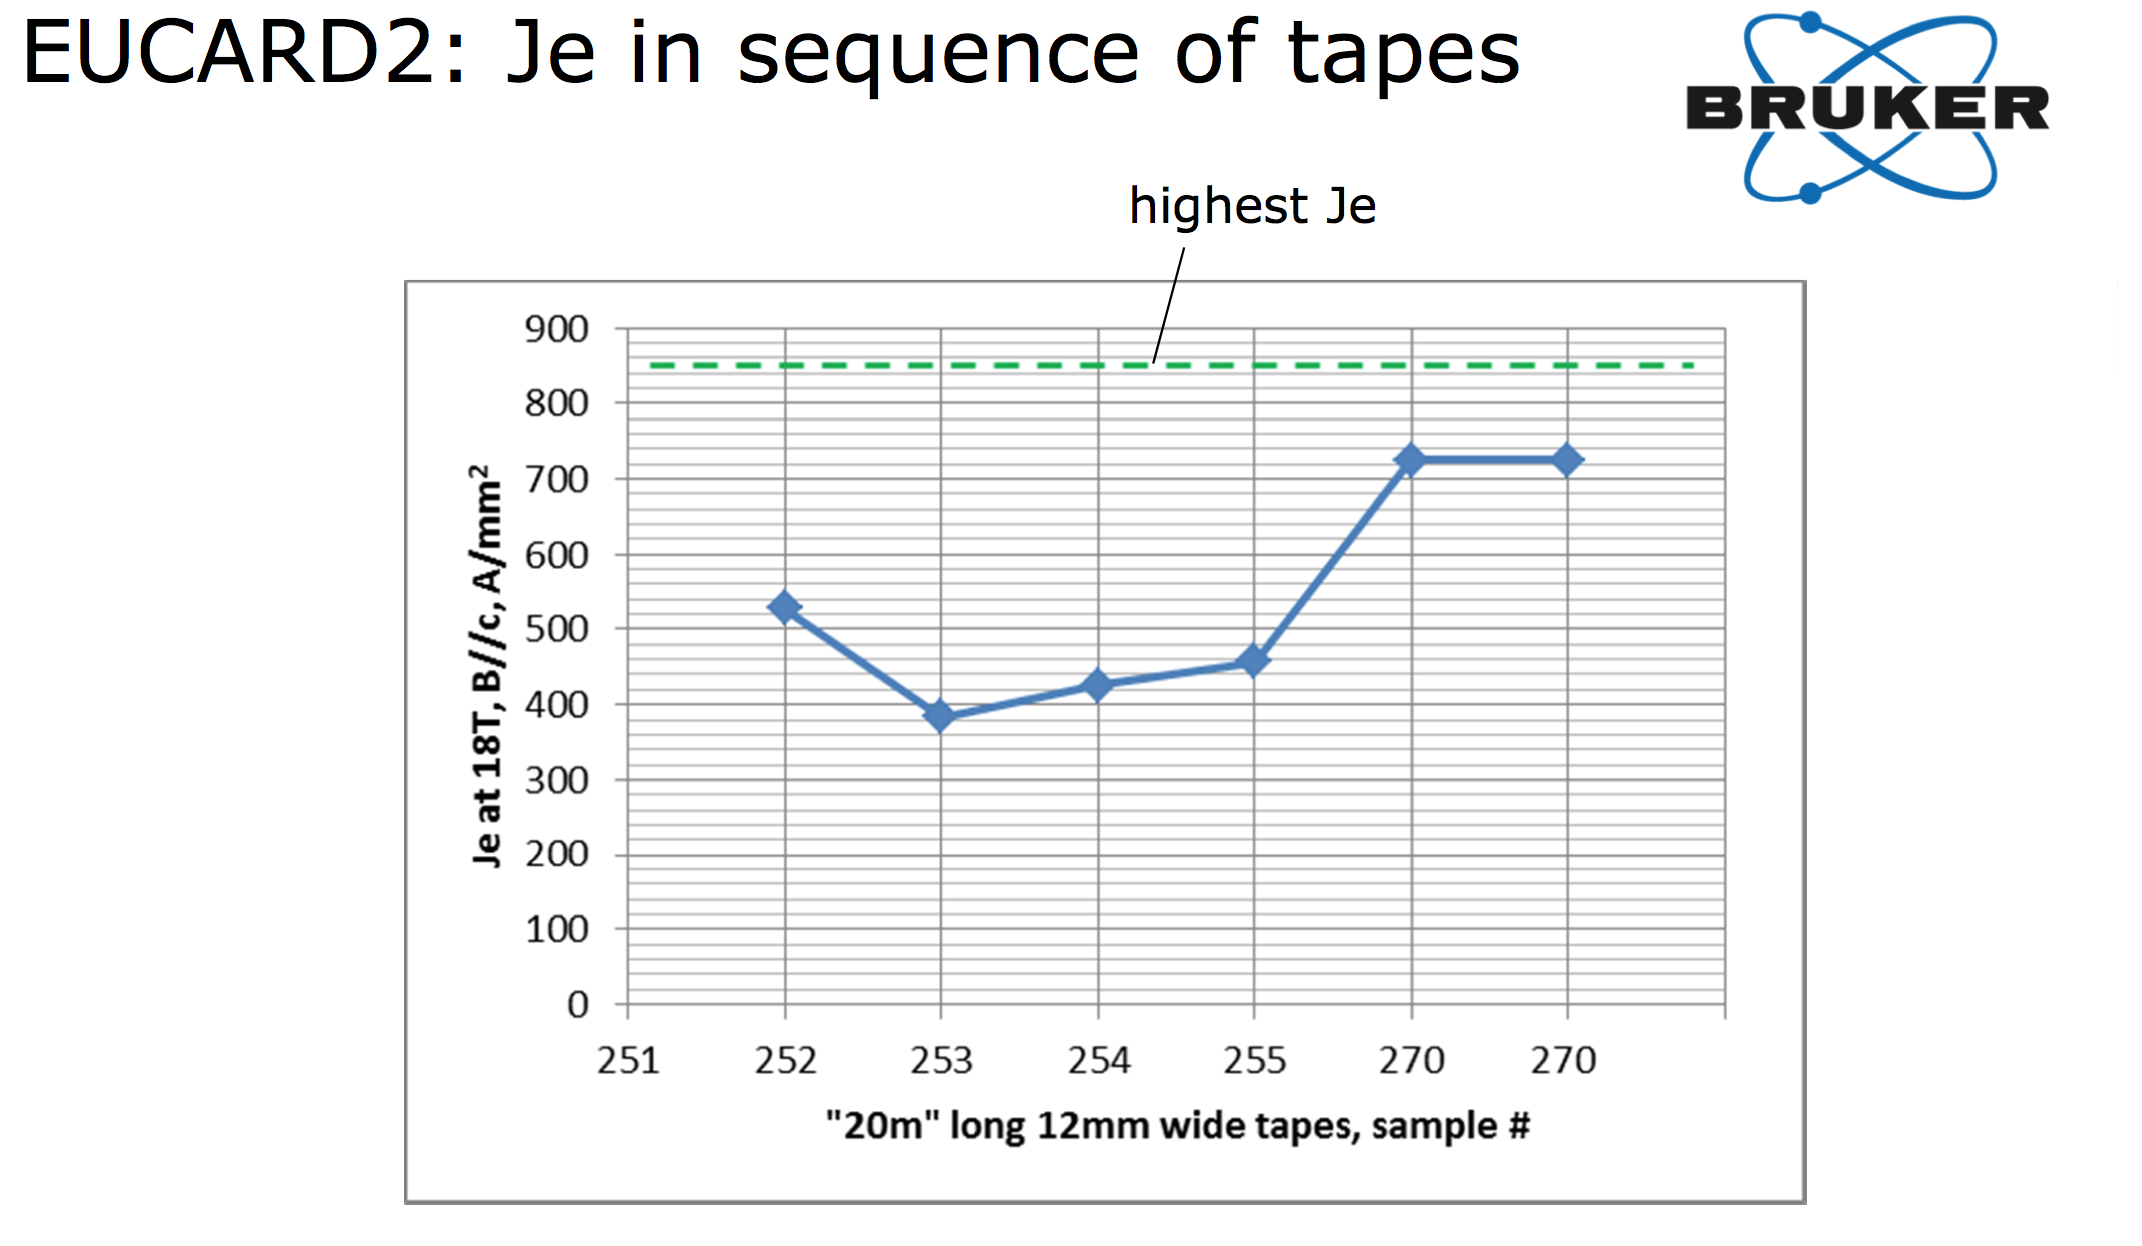 EUCARD2: Je in sequence of tapes
BRUKER
highest Je
900
800
700
600
500
400
300
200
100
0
Je at 18T, B//c, A/mm²
251 252 253 254 255 270 270
"20m" long 12mm wide tapes, sample #